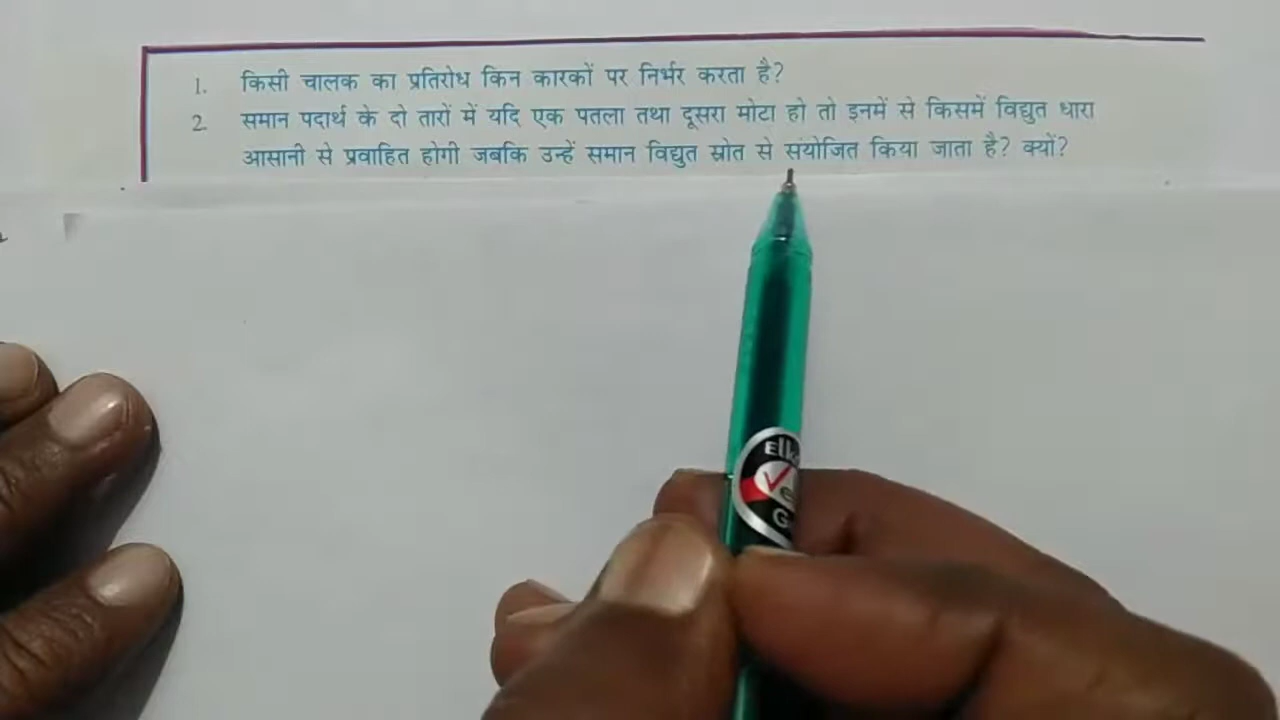 1. किसी चालक का प्रतिरोध किन कारकों पर निर्भर करता है?
2. समान पदार्थ के दो तारों में यदि एक पतला तथा दूसरा मोटा हो तो इनमें से किसमें विद्युत धारा
आसानी से प्रवाहित होगी जबकि उन्हें समान विद्युत स्रोत से संयोजित किया जाता है? क्यों?